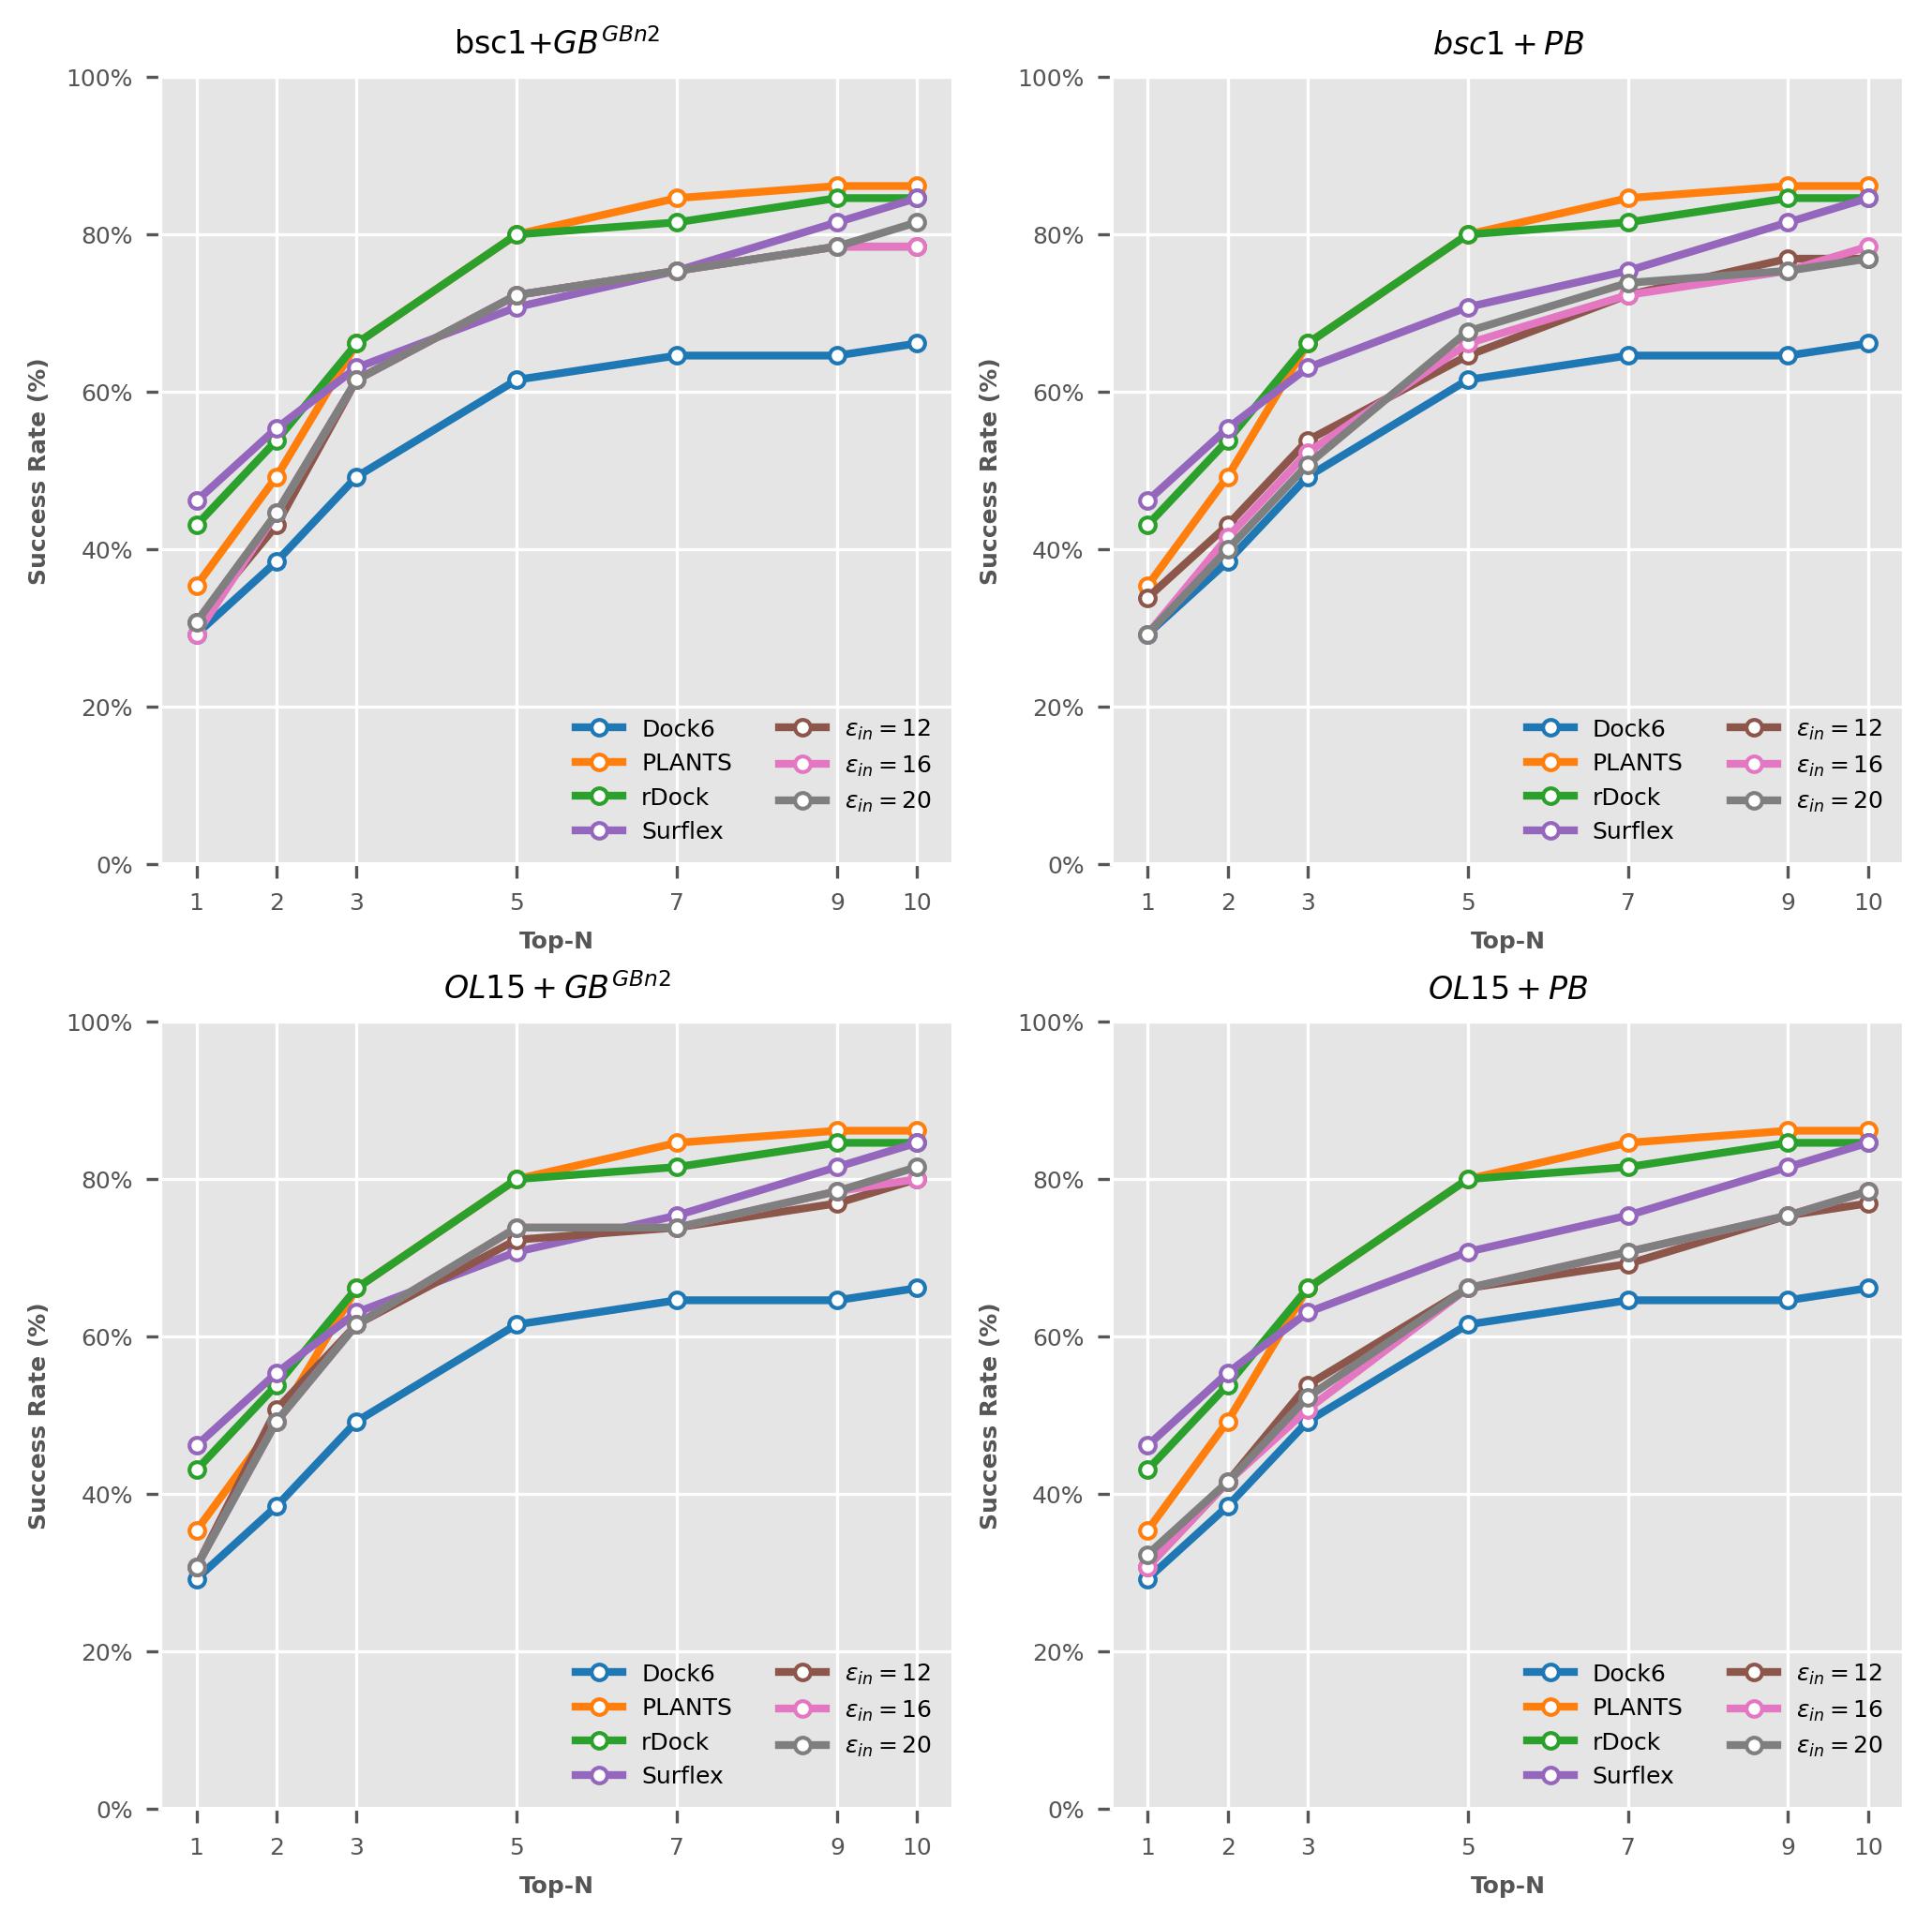 bsc1+GB^GBn2
100%
80%
60%
40%
20%
0%
Success Rate (%)
1 2 3 5 7 9 10
Top-N
Dock6
PLANTS
rDock
Surflex
ε_in = 12
ε_in = 16
ε_in = 20
bsc1 + PB
100%
80%
60%
40%
20%
0%
Success Rate (%)
1 2 3 5 7 9 10
Top-N
Dock6
PLANTS
rDock
Surflex
ε_in = 12
ε_in = 16
ε_in = 20
OL15 + GB^GBn2
100%
80%
60%
40%
20%
0%
Success Rate (%)
1 2 3 5 7 9 10
Top-N
Dock6
PLANTS
rDock
Surflex
ε_in = 12
ε_in = 16
ε_in = 20
OL15 + PB
100%
80%
60%
40%
20%
0%
Success Rate (%)
1 2 3 5 7 9 10
Top-N
Dock6
PLANTS
rDock
Surflex
ε_in = 12
ε_in = 16
ε_in = 20